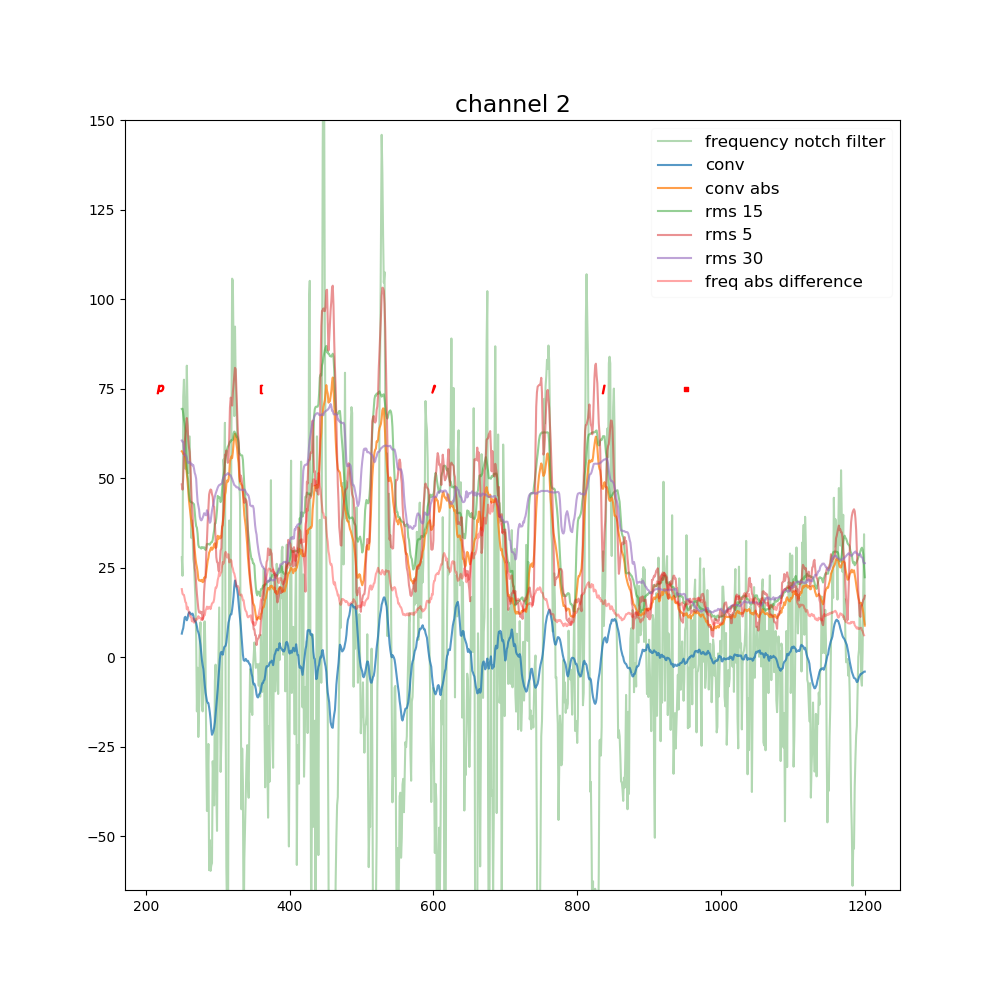 channel 2
150
125
100
75
50
25
0
−25
−50
200
400
600
800
1000
1200
frequency notch filter
conv
conv abs
rms 15
rms 5
rms 30
freq abs difference
p